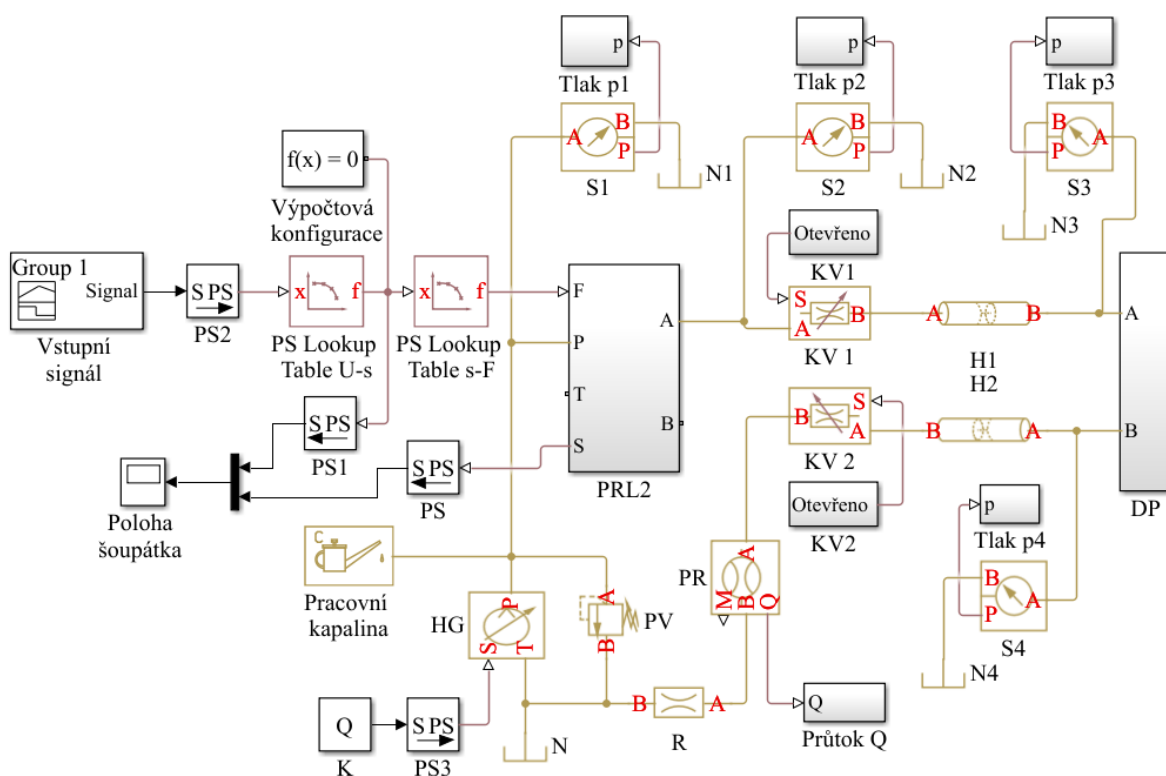 p
Tlak p1
p
Tlak p2
p
Tlak p3
A
B
P
S1
N1
A
B
P
S2
N2
B
P
A
S3
N3
f(x) = 0
Výpočtová
konfigurace
Group 1
Signal
Vstupní
signál
S PS
PS2
x
f
PS Lookup
Table U-s
x
f
PS Lookup
Table s-F
F
P
T
S
A
B
PRL2
Otevřeno
KV1
S
A
B
KV 1
A
B
H1
H2
A
B
DP
B
S
A
KV 2
B
A
Otevřeno
KV2
S PS
PS1
S PS
PS
Poloha
šoupátka
C
Pracovní
kapalina
P
S
T
HG
A
B
PV
PR
A
M
B
Q
p
Tlak p4
B
P
A
S4
N4
Q
K
S PS
PS3
N
B
A
R
Q
Průtok Q